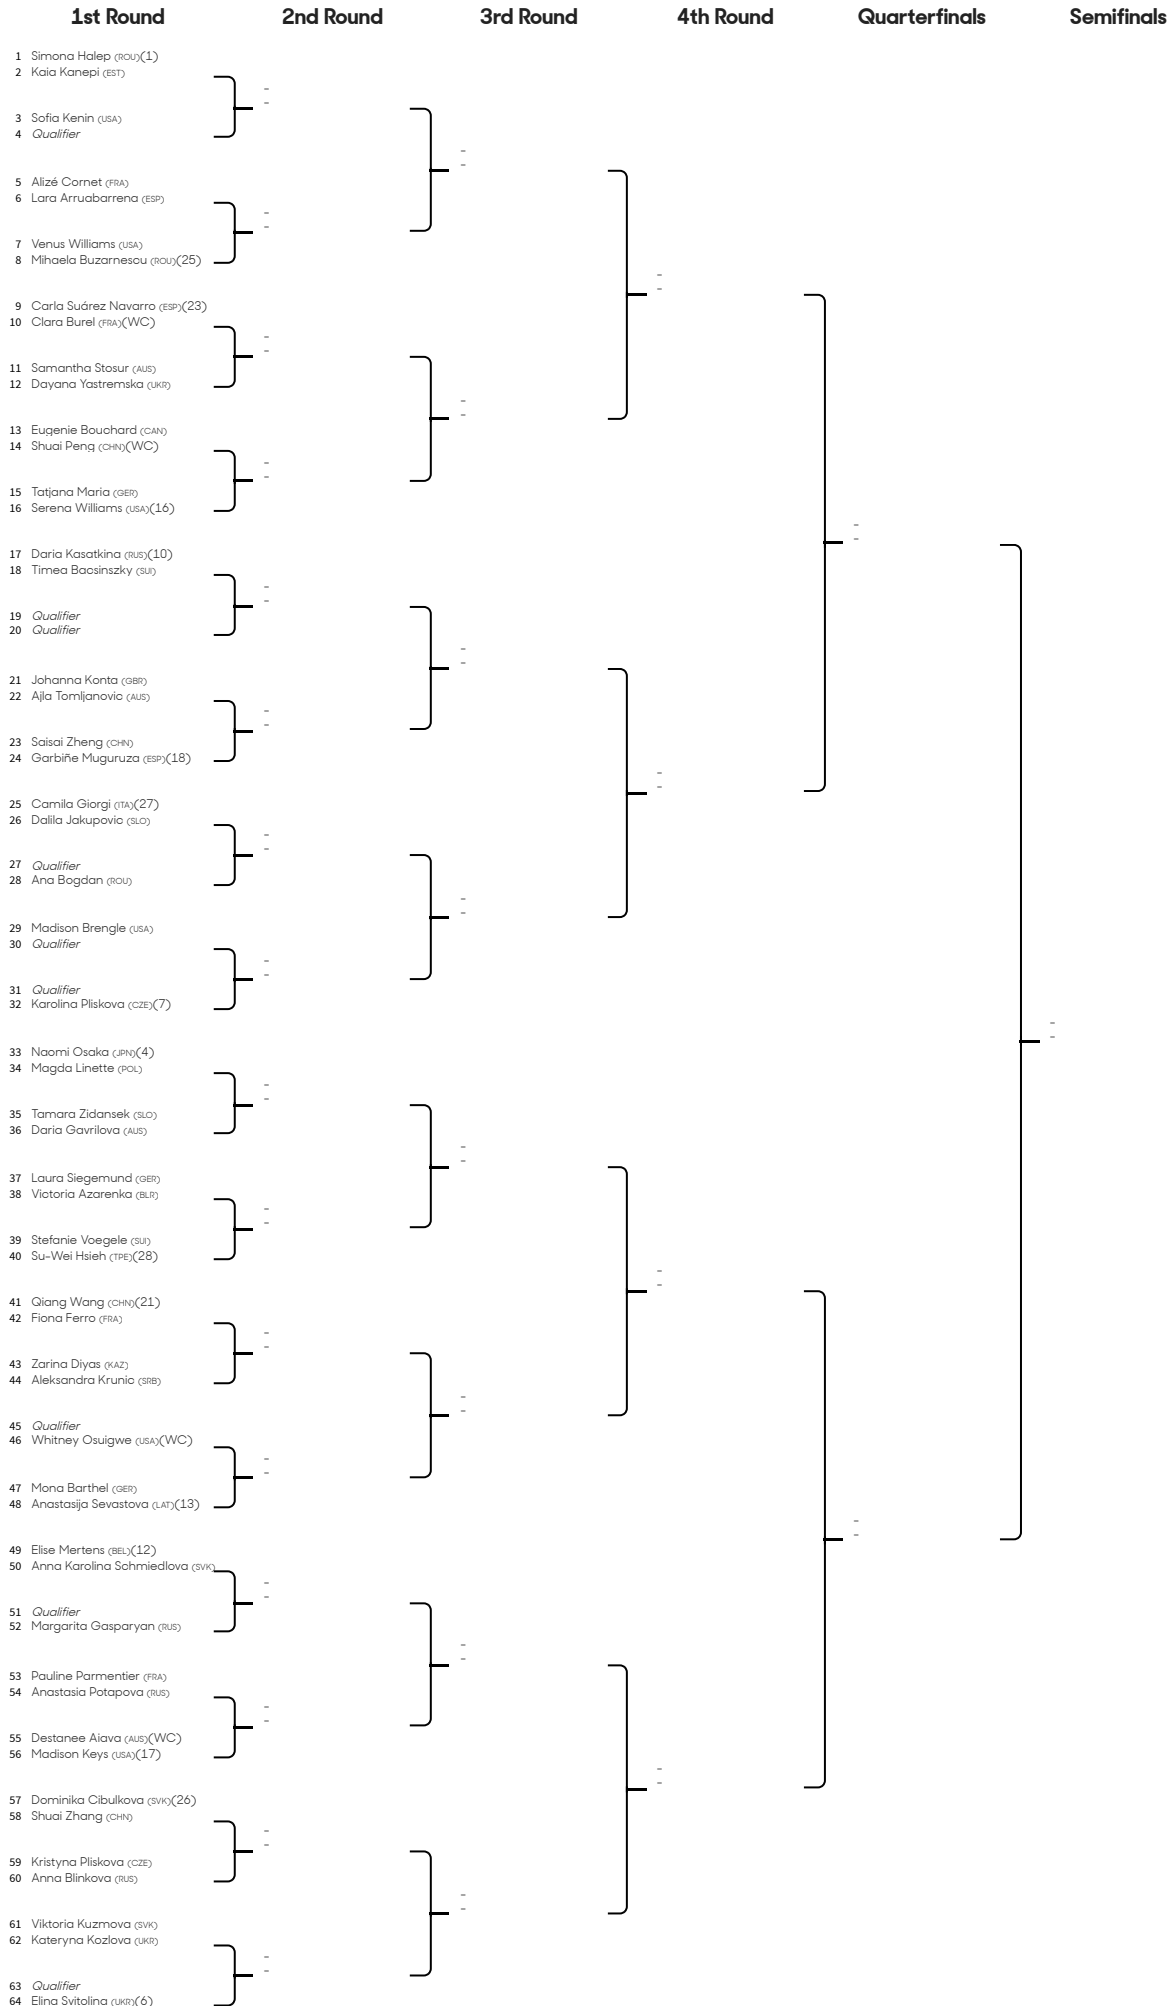 1st Round 2nd Round 3rd Round 4th Round Quarterfinals Semifinals
1 Simona Halep (ROU)(1)
2 Kaia Kanepi (EST)
3 Sofia Kenin (USA)
4 Qualifier
5 Alizé Cornet (FRA)
6 Lara Arruabarrena (ESP)
7 Venus Williams (USA)
8 Mihaela Buzarnescu (ROU)(25)
9 Carla Suárez Navarro (ESP)(23)
10 Clara Burel (FRA)(WC)
11 Samantha Stosur (AUS)
12 Dayana Yastremska (UKR)
13 Eugenie Bouchard (CAN)
14 Shuai Peng (CHN)(WC)
15 Tatjana Maria (GER)
16 Serena Williams (USA)(16)
17 Daria Kasatkina (RUS)(10)
18 Timea Bacsinszky (SUI)
19 Qualifier
20 Qualifier
21 Johanna Konta (GBR)
22 Ajla Tomljanovic (AUS)
23 Saisai Zheng (CHN)
24 Garbiñe Muguruza (ESP)(18)
25 Camila Giorgi (ITA)(27)
26 Dalila Jakupovic (SLO)
27 Qualifier
28 Ana Bogdan (ROU)
29 Madison Brengle (USA)
30 Qualifier
31 Qualifier
32 Karolina Pliskova (CZE)(7)
33 Naomi Osaka (JPN)(4)
34 Magda Linette (POL)
35 Tamara Zidansek (SLO)
36 Daria Gavrilova (AUS)
37 Laura Siegemund (GER)
38 Victoria Azarenka (BLR)
39 Stefanie Voegele (SUI)
40 Su-Wei Hsieh (TPE)(28)
41 Qiang Wang (CHN)(21)
42 Fiona Ferro (FRA)
43 Zarina Diyas (KAZ)
44 Aleksandra Krunic (SRB)
45 Qualifier
46 Whitney Osuigwe (USA)(WC)
47 Mona Barthel (GER)
48 Anastasija Sevastova (LAT)(13)
49 Elise Mertens (BEL)(12)
50 Anna Karolina Schmiedlova (SVK)
51 Qualifier
52 Margarita Gasparyan (RUS)
53 Pauline Parmentier (FRA)
54 Anastasia Potapova (RUS)
55 Destanee Aiava (AUS)(WC)
56 Madison Keys (USA)(17)
57 Dominika Cibulkova (SVK)(26)
58 Shuai Zhang (CHN)
59 Kristyna Pliskova (CZE)
60 Anna Blinkova (RUS)
61 Viktoria Kuzmova (SVK)
62 Kateryna Kozlova (UKR)
63 Qualifier
64 Elina Svitolina (UKR)(6)